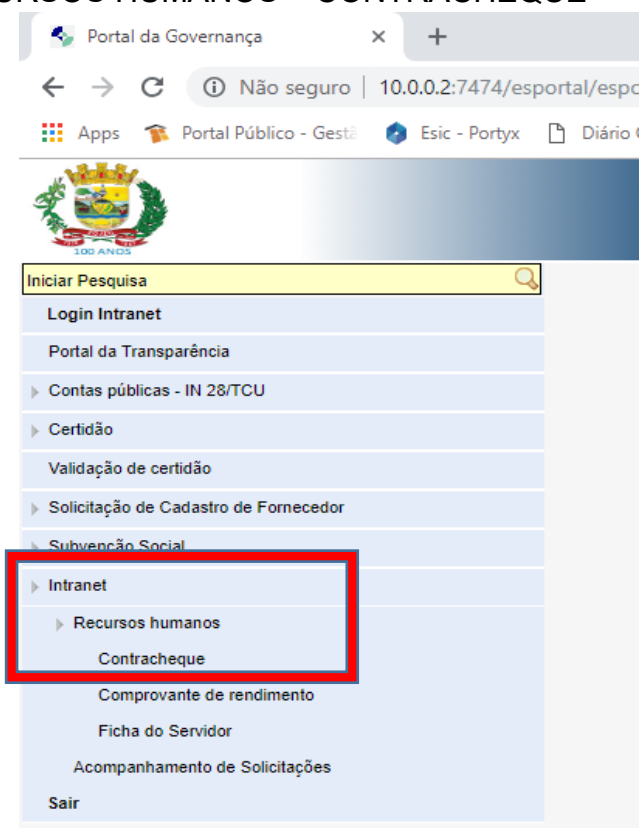 CURSOS HUMANOS – CONTRACHEQUE
Portal da Governança
Não seguro | 10.0.0.2:7474/esportal/espo
Apps Portal Público - Gestã Esic - Portyx Diário
100 ANOS
Iniciar Pesquisa
Login Intranet
Portal da Transparência
Contas públicas - IN 28/TCU
Certidão
Validação de certidão
Solicitação de Cadastro de Fornecedor
Subvenção Social
Intranet
Recursos humanos
Contracheque
Comprovante de rendimento
Ficha do Servidor
Acompanhamento de Solicitações
Sair